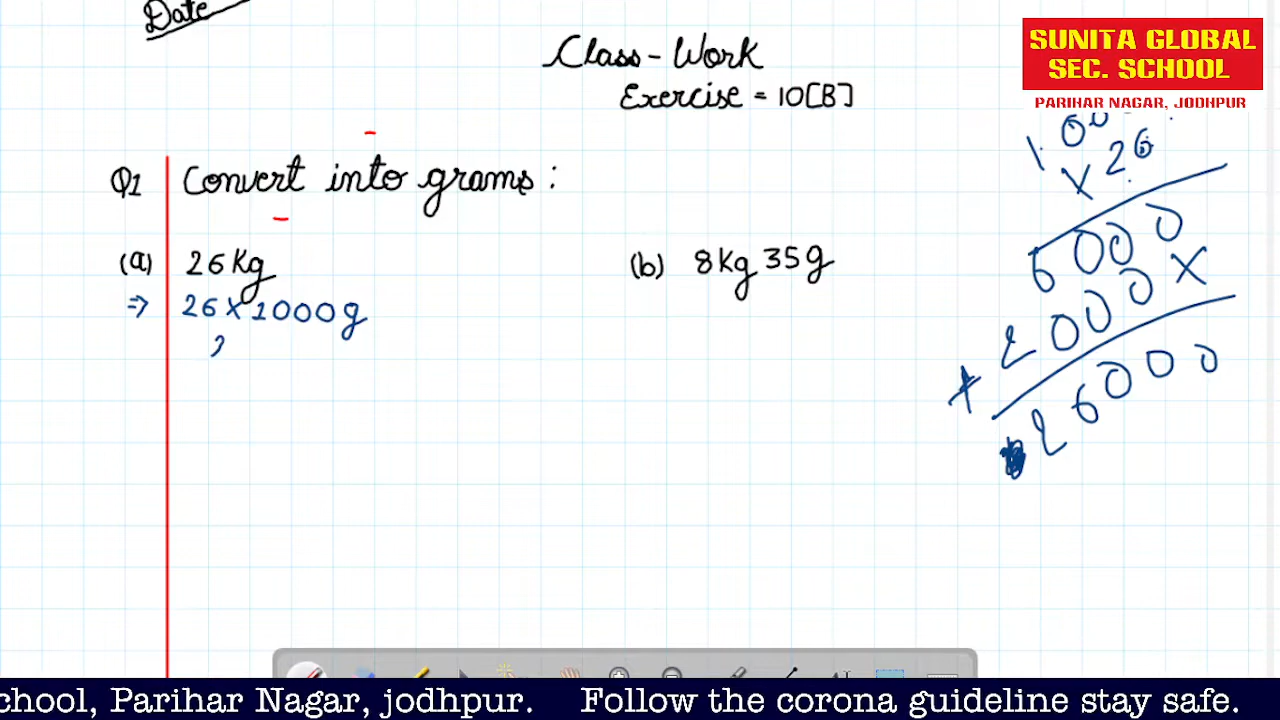 Date
Class-Work
Exercise = 10[B]
SUNITA GLOBAL
SEC. SCHOOL
PARIHAR NAGAR, JODHPUR
Q1 Convert into grams :
(a) 26 Kg
⇒ 26 x 1000 g
(b) 8 Kg 35 g
x 26
6000
2000x
+
26000
chool, Parihar Nagar, jodhpur. Follow the corona guideline stay safe.